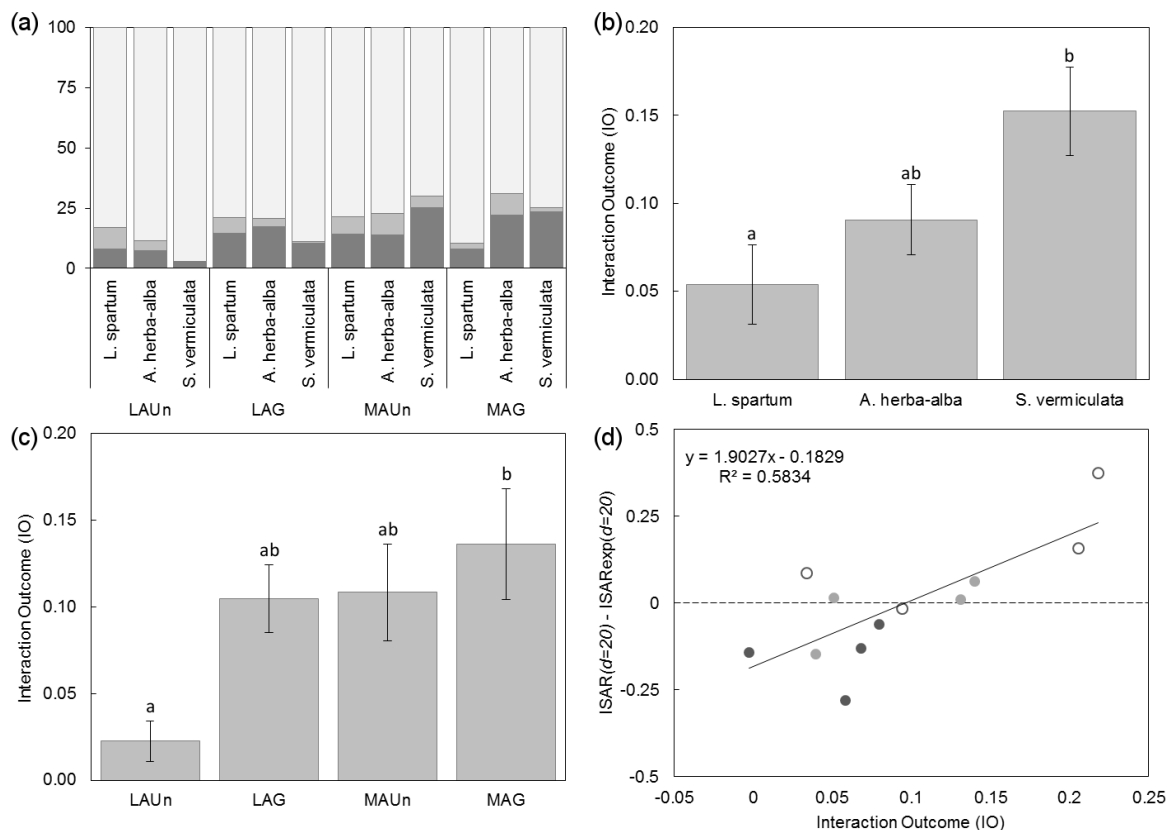 (a)
100
75
50
25
0
L. spartum
A. herba-alba
S. vermiculata
L. spartum
A. herba-alba
S. vermiculata
L. spartum
A. herba-alba
S. vermiculata
L. spartum
A. herba-alba
S. vermiculata
LAUn LAG MAUn MAG
(b)
Interaction Outcome (IO)
0.20
0.15
0.10
0.05
0.00
a
ab
b
L. spartum A. herba-alba S. vermiculata
(c)
Interaction Outcome (IO)
0.20
0.15
0.10
0.05
0.00
a
ab
ab
b
LAUn LAG MAUn MAG
(d)
ISAR(d=20) - ISARexp(d=20)
0.5
0.25
0
-0.25
-0.5
y = 1.9027x - 0.1829
R² = 0.5834
-0.05 0 0.05 0.1 0.15 0.2 0.25
Interaction Outcome (IO)